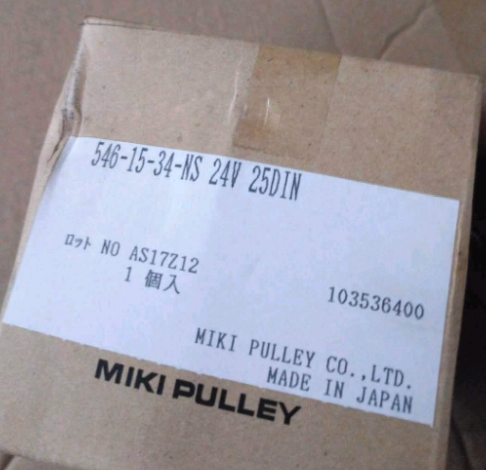 546-15-34-NS 24V 25DIN
ロット NO AS17Z12
1 個入
103536400
MIKI PULLEY CO.,LTD.
MADE IN JAPAN
MIKI PULLEY